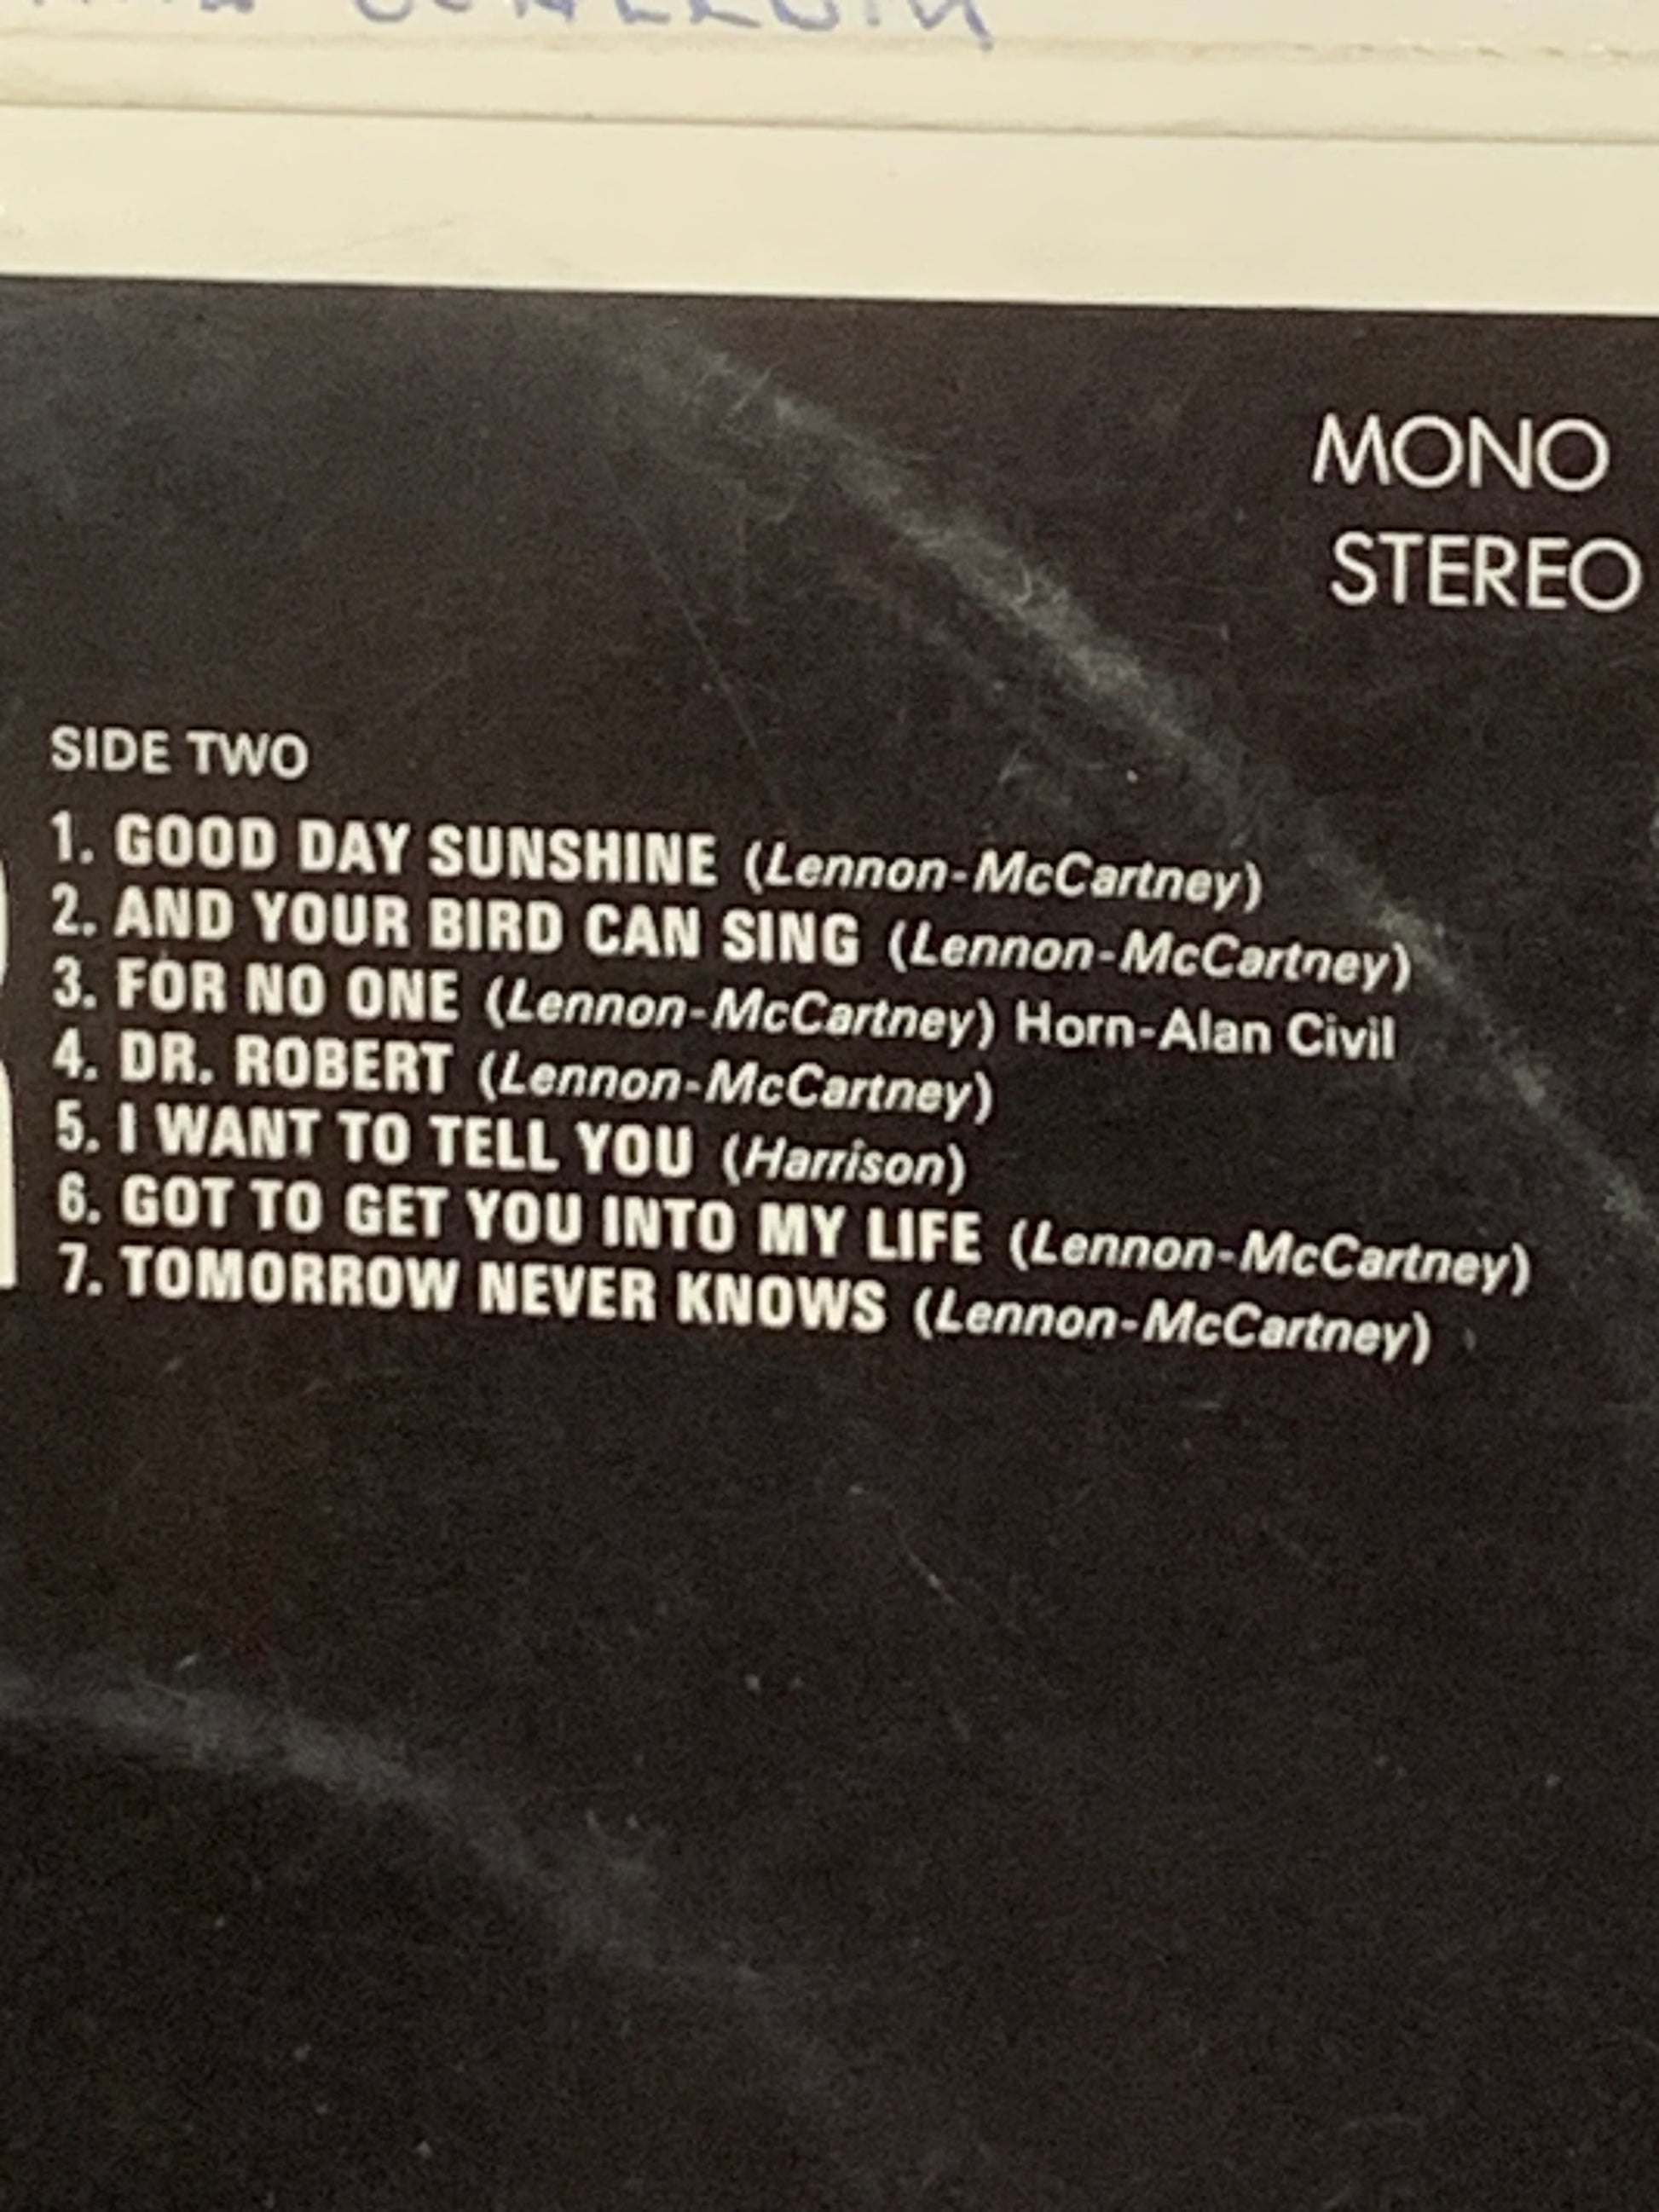 MONO
STEREO
SIDE TWO
1. GOOD DAY SUNSHINE (Lennon-McCartney)
2. AND YOUR BIRD CAN SING (Lennon-McCartney)
3. FOR NO ONE (Lennon-McCartney) Horn-Alan Civil
4. DR. ROBERT (Lennon-McCartney)
5. I WANT TO TELL YOU (Harrison)
6. GOT TO GET YOU INTO MY LIFE (Lennon-McCartney)
7. TOMORROW NEVER KNOWS (Lennon-McCartney)